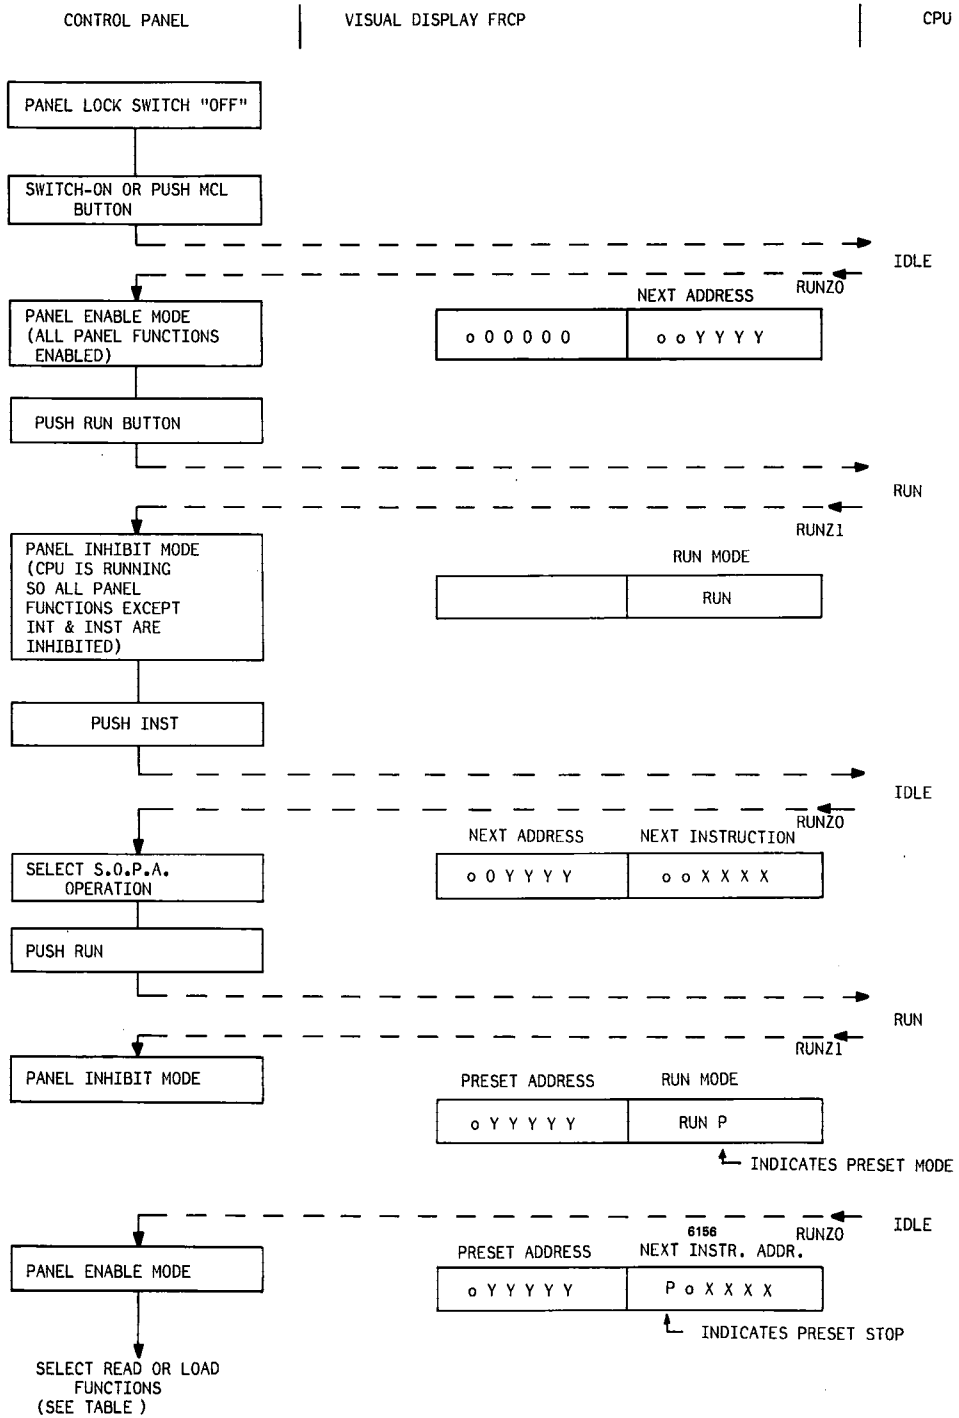 CONTROL PANEL
VISUAL DISPLAY FRCP
CPU
PANEL LOCK SWITCH "OFF"
SWITCH-ON OR PUSH MCL
BUTTON
IDLE
RUNZ0
NEXT ADDRESS
PANEL ENABLE MODE
(ALL PANEL FUNCTIONS
ENABLED)
o 0 0 0 0 0
o o Y Y Y Y
PUSH RUN BUTTON
RUN
RUNZ1
PANEL INHIBIT MODE
(CPU IS RUNNING
SO ALL PANEL
FUNCTIONS EXCEPT
INT & INST ARE
INHIBITED)
RUN MODE
RUN
PUSH INST
IDLE
RUNZ0
NEXT ADDRESS
NEXT INSTRUCTION
SELECT S.O.P.A.
OPERATION
o 0 Y Y Y Y
o o X X X X
PUSH RUN
RUN
RUNZ1
PANEL INHIBIT MODE
PRESET ADDRESS
RUN MODE
o Y Y Y Y Y
RUN P
INDICATES PRESET MODE
IDLE
6156
RUNZ0
PRESET ADDRESS
NEXT INSTR. ADDR.
PANEL ENABLE MODE
o Y Y Y Y Y
P o X X X X
INDICATES PRESET STOP
SELECT READ OR LOAD
FUNCTIONS
(SEE TABLE )